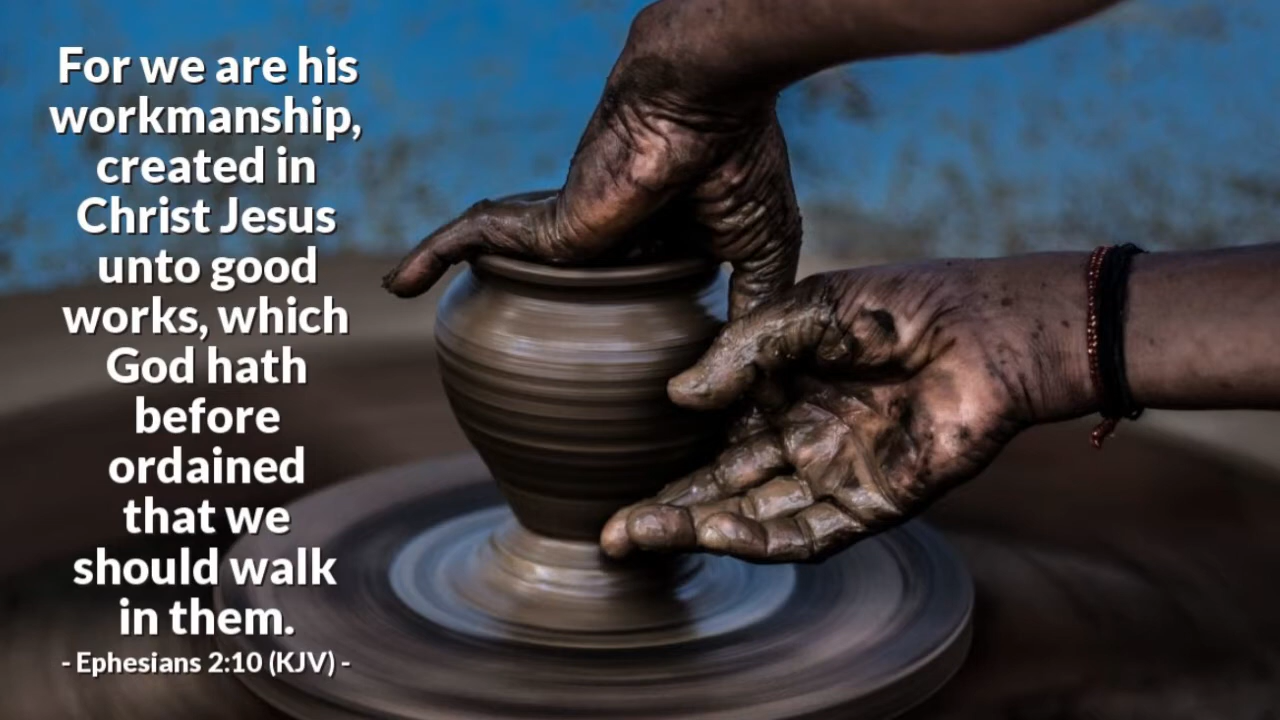 For we are his
workmanship,
created in
Christ Jesus
unto good
works, which
God hath
before
ordained
that we
should walk
in them.
- Ephesians 2:10 (KJV) -